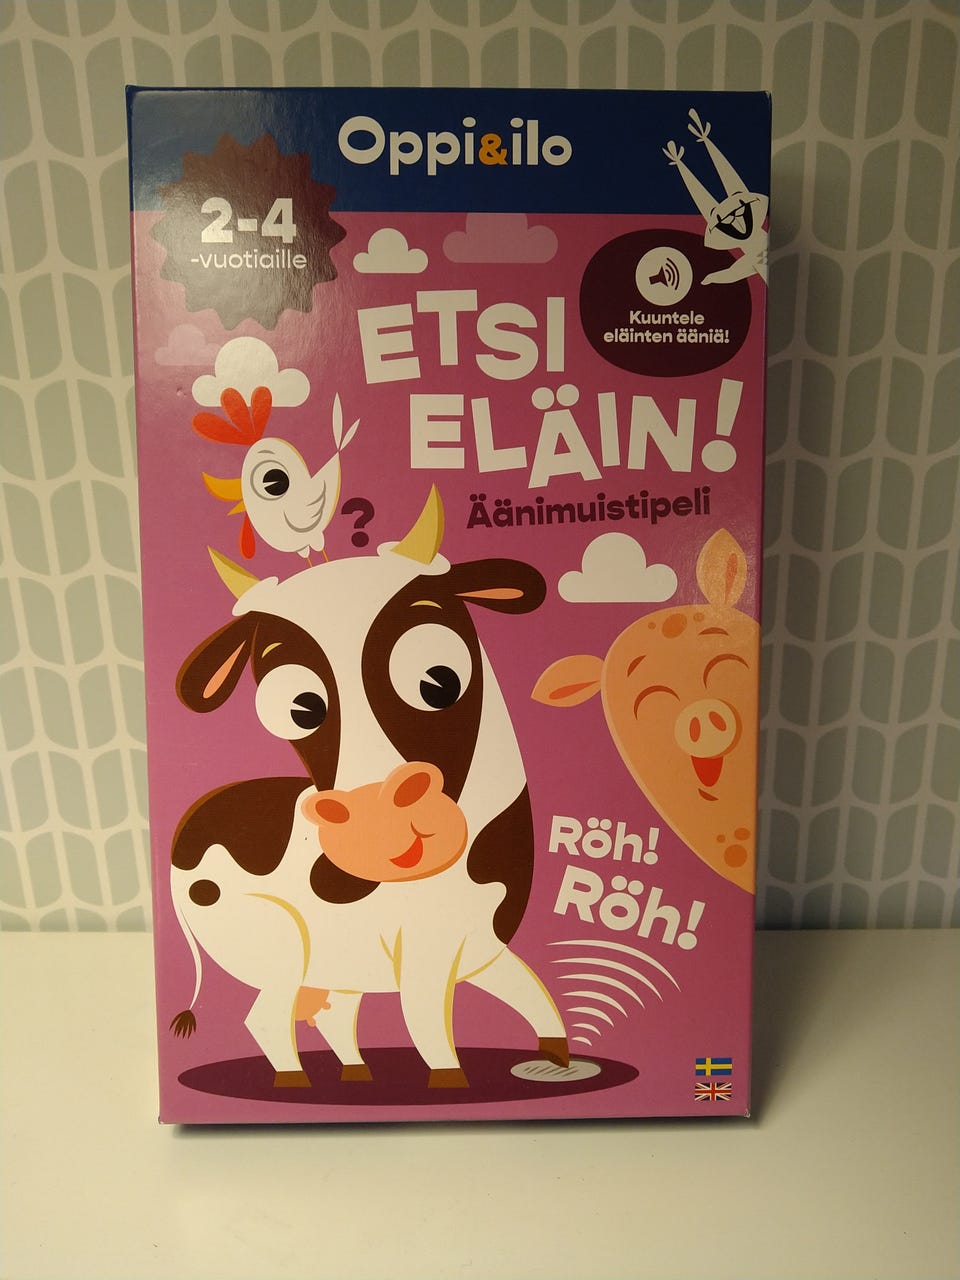 Oppi&ilo
2-4
-vuotiaille
Kuuntele
eläinten ääniä!
ETSI
ELÄIN!
Äänimuistipeli
?
Röh!
Röh!